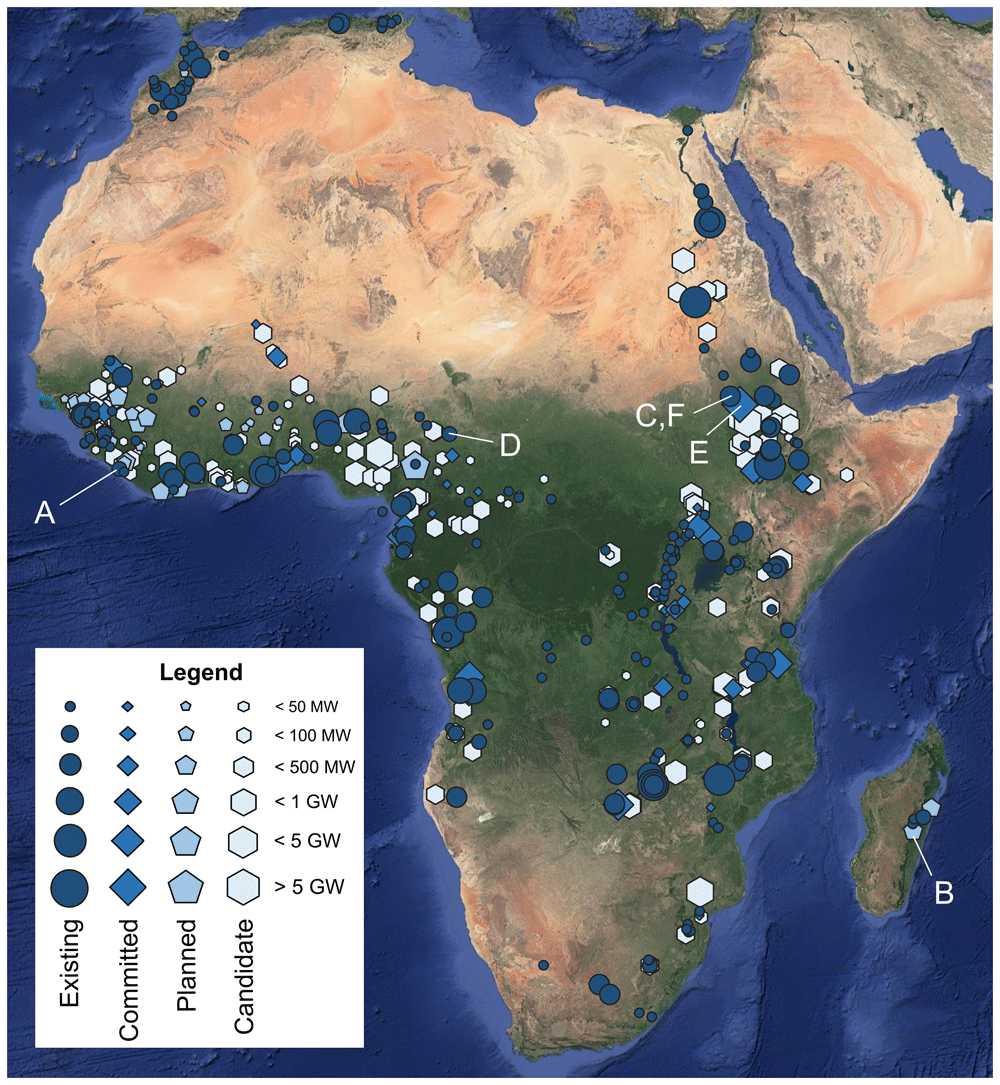 C,F
E
D
A
Legend
< 50 MW
< 100 MW
< 500 MW
< 1 GW
< 5 GW
> 5 GW
Existing
Committed
Planned
Candidate
B